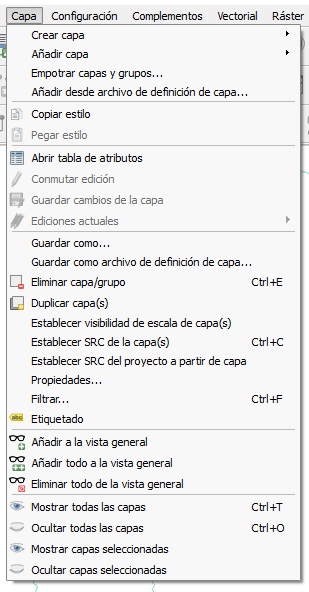 Capa Configuración Complementos Vectorial Ráster
Crear capa
Añadir capa
Empotrar capas y grupos...
Añadir desde archivo de definición de capa...
Copiar estilo
Pegar estilo
Abrir tabla de atributos
Conmutar edición
Guardar cambios de la capa
Ediciones actuales
Guardar como...
Guardar como archivo de definición de capa...
Eliminar capa/grupo Ctrl+E
Duplicar capa(s)
Establecer visibilidad de escala de capa(s)
Establecer SRC de la capa(s) Ctrl+C
Establecer SRC del proyecto a partir de capa
Propiedades...
Filtrar... Ctrl+F
abc Etiquetado
Añadir a la vista general
Añadir todo a la vista general
Eliminar todo de la vista general
Mostrar todas las capas Ctrl+T
Ocultar todas las capas Ctrl+O
Mostrar capas seleccionadas
Ocultar capas seleccionadas